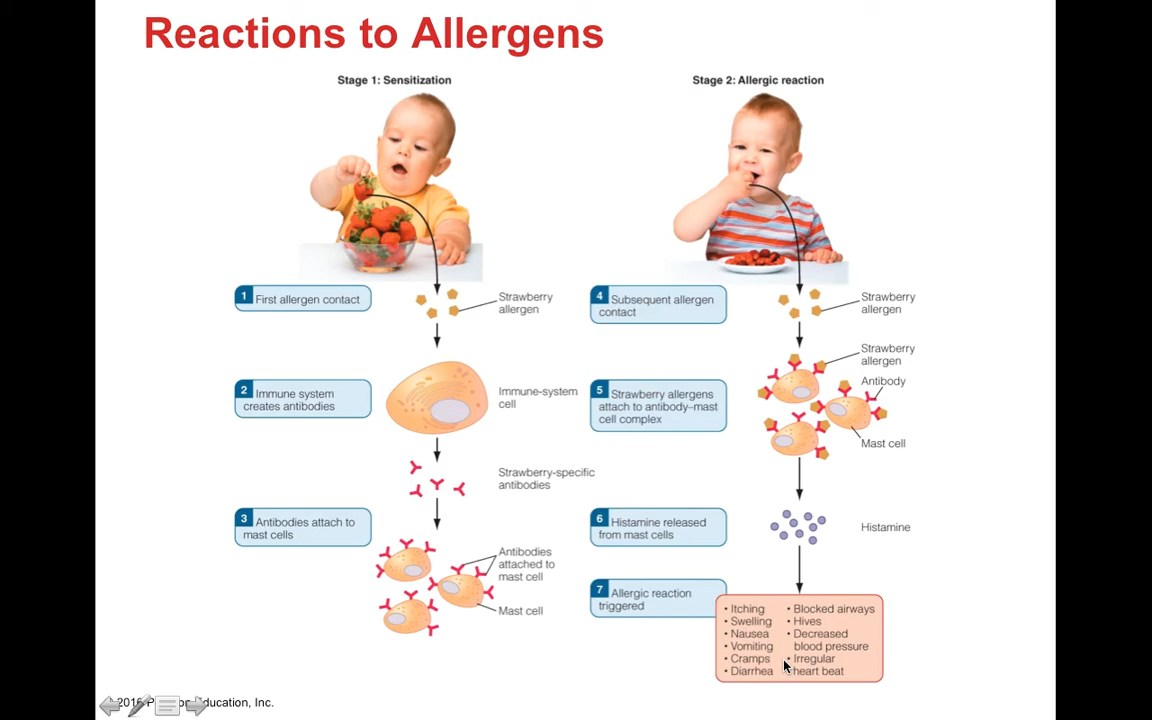 Reactions to Allergens
Stage 1: Sensitization
1 First allergen contact
Strawberry
allergen
2 Immune system
creates antibodies
Immune-system
cell
Strawberry-specific
antibodies
3 Antibodies attach to
mast cells
Antibodies
attached to
mast cell
Mast cell
Stage 2: Allergic reaction
4 Subsequent allergen
contact
Strawberry
allergen
5 Strawberry allergens
attach to antibody–mast
cell complex
Strawberry
allergen
Antibody
Mast cell
6 Histamine released
from mast cells
Histamine
7 Allergic reaction
triggered
• Itching
• Swelling
• Nausea
• Vomiting
• Cramps
• Diarrhea
• Blocked airways
• Hives
• Decreased
blood pressure
• Irregular
heart beat
Inc.